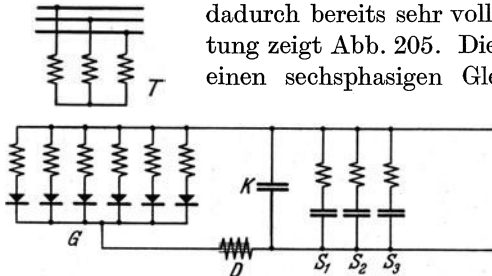 dadurch bereits sehr voll
tung zeigt Abb. 205. Die
einen sechsphasigen Gle
T
K
G
D
S1 S2 S3